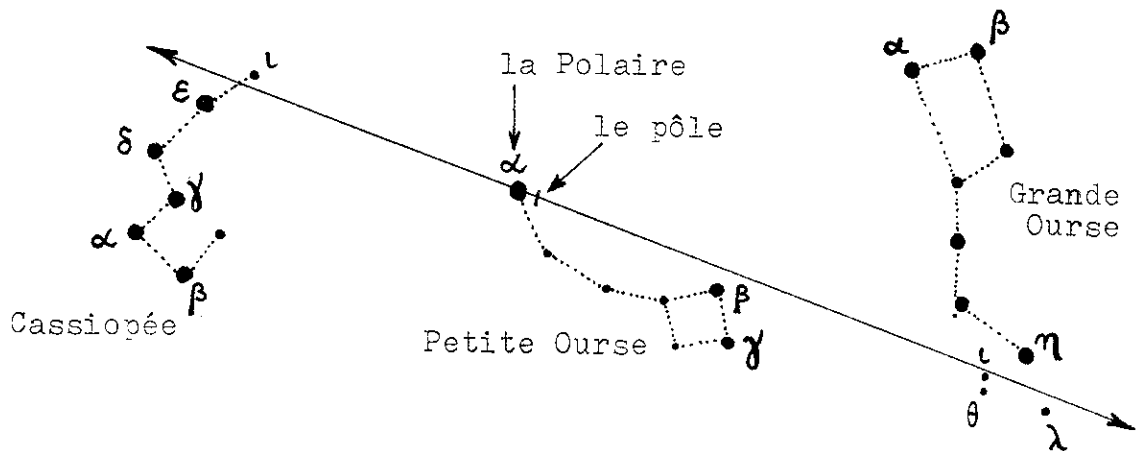 ι
ε
δ
γ
α
β
Cassiopée
la Polaire
le pôle
α
β
γ
Petite Ourse
α
β
Grande
Ourse
η
ι
θ
λ